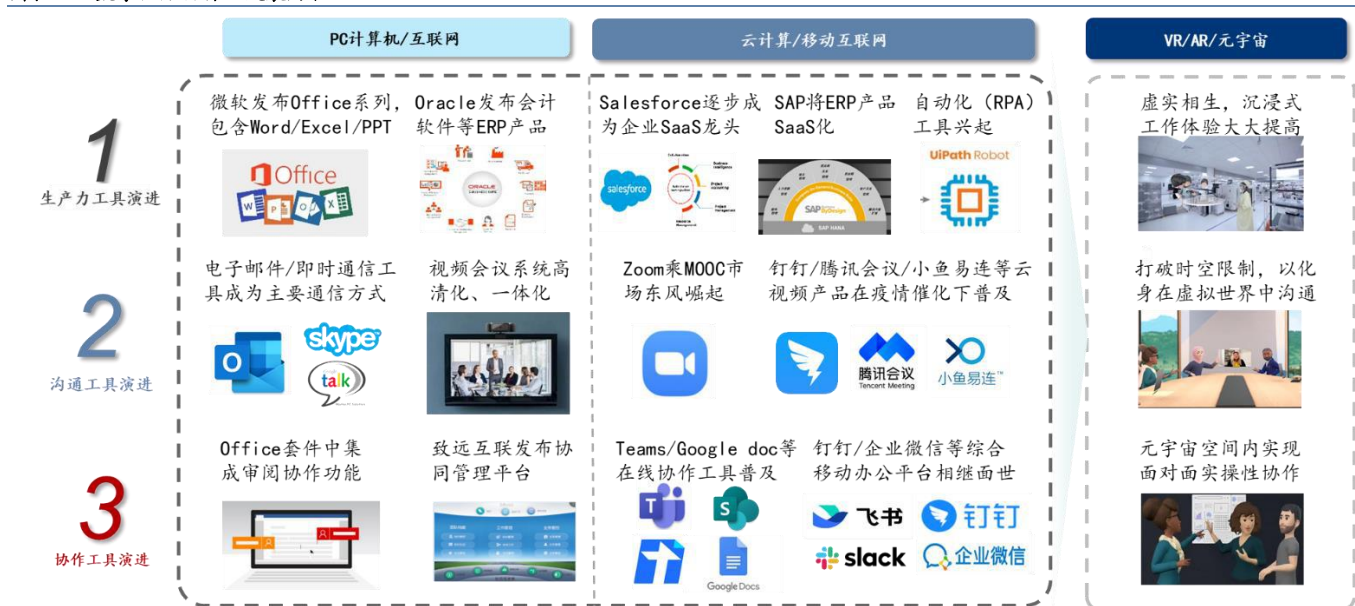 PC计算机/互联网
云计算/移动互联网
VR/AR/元宇宙
1
生产力工具演进
微软发布Office系列，
包含Word/Excel/PPT
Office
W
P
O
X
Oracle发布会计
软件等ERP产品
ORACLE
Salesforce逐步成
为企业SaaS龙头
salesforce
SAP将ERP产品
SaaS化
SAP
ByDesign
SAP HANA
自动化（RPA）
工具兴起
UiPath Robot
虚实相生，沉浸式
工作体验大大提高
2
沟通工具演进
电子邮件/即时通信工
具成为主要通信方式
O
skype
talk
视频会议系统高
清化、一体化
Zoom乘MOOC市
场东风崛起
钉钉/腾讯会议/小鱼易连等云
视频产品在疫情催化下普及
腾讯会议
Tencent Meeting
小鱼易连™
打破时空限制，以化
身在虚拟世界中沟通
3
协作工具演进
Office套件中集
成审阅协作功能
致远互联发布协
同管理平台
Teams/Google doc等
在线协作工具普及
T
S
Google Docs
钉钉/企业微信等综合
移动办公平台相继面世
飞书
钉钉
slack
企业微信
元宇宙空间内实现
面对面实操性协作